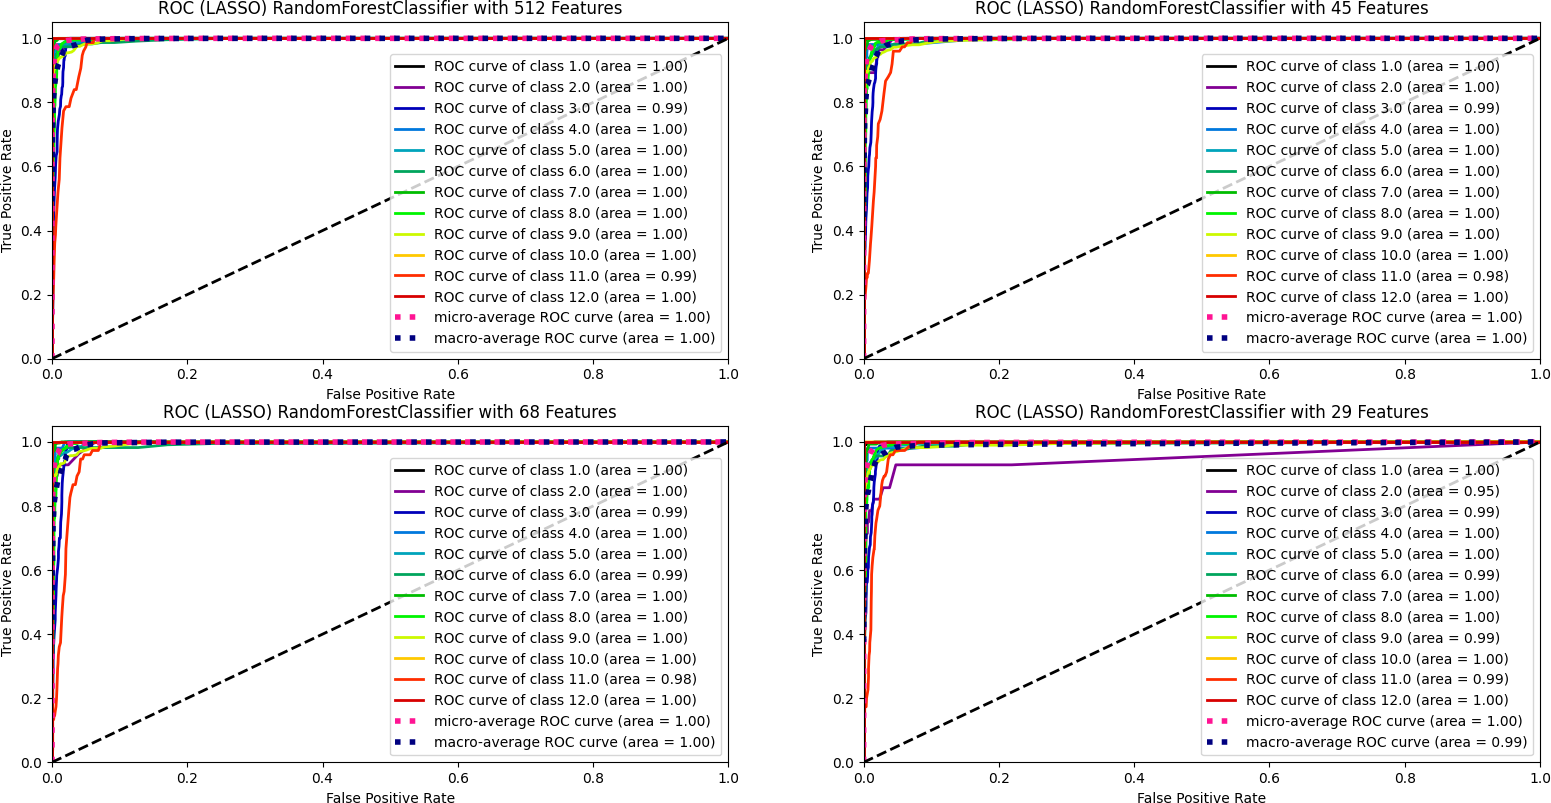 ROC (LASSO) RandomForestClassifier with 512 Features
True Positive Rate
1.0
0.8
0.6
0.4
0.2
0.0
ROC curve of class 1.0 (area = 1.00)
ROC curve of class 2.0 (area = 1.00)
ROC curve of class 3.0 (area = 0.99)
ROC curve of class 4.0 (area = 1.00)
ROC curve of class 5.0 (area = 1.00)
ROC curve of class 6.0 (area = 1.00)
ROC curve of class 7.0 (area = 1.00)
ROC curve of class 8.0 (area = 1.00)
ROC curve of class 9.0 (area = 1.00)
ROC curve of class 10.0 (area = 1.00)
ROC curve of class 11.0 (area = 0.99)
ROC curve of class 12.0 (area = 1.00)
micro-average ROC curve (area = 1.00)
macro-average ROC curve (area = 1.00)
0.0 0.2 0.4 0.6 0.8 1.0
False Positive Rate
ROC (LASSO) RandomForestClassifier with 45 Features
True Positive Rate
1.0
0.8
0.6
0.4
0.2
0.0
ROC curve of class 1.0 (area = 1.00)
ROC curve of class 2.0 (area = 1.00)
ROC curve of class 3.0 (area = 0.99)
ROC curve of class 4.0 (area = 1.00)
ROC curve of class 5.0 (area = 1.00)
ROC curve of class 6.0 (area = 1.00)
ROC curve of class 7.0 (area = 1.00)
ROC curve of class 8.0 (area = 1.00)
ROC curve of class 9.0 (area = 1.00)
ROC curve of class 10.0 (area = 1.00)
ROC curve of class 11.0 (area = 0.98)
ROC curve of class 12.0 (area = 1.00)
micro-average ROC curve (area = 1.00)
macro-average ROC curve (area = 1.00)
0.0 0.2 0.4 0.6 0.8 1.0
False Positive Rate
ROC (LASSO) RandomForestClassifier with 68 Features
True Positive Rate
1.0
0.8
0.6
0.4
0.2
0.0
ROC curve of class 1.0 (area = 1.00)
ROC curve of class 2.0 (area = 1.00)
ROC curve of class 3.0 (area = 0.99)
ROC curve of class 4.0 (area = 1.00)
ROC curve of class 5.0 (area = 1.00)
ROC curve of class 6.0 (area = 0.99)
ROC curve of class 7.0 (area = 1.00)
ROC curve of class 8.0 (area = 1.00)
ROC curve of class 9.0 (area = 1.00)
ROC curve of class 10.0 (area = 1.00)
ROC curve of class 11.0 (area = 0.98)
ROC curve of class 12.0 (area = 1.00)
micro-average ROC curve (area = 1.00)
macro-average ROC curve (area = 1.00)
0.0 0.2 0.4 0.6 0.8 1.0
False Positive Rate
ROC (LASSO) RandomForestClassifier with 29 Features
True Positive Rate
1.0
0.8
0.6
0.4
0.2
0.0
ROC curve of class 1.0 (area = 1.00)
ROC curve of class 2.0 (area = 0.95)
ROC curve of class 3.0 (area = 0.99)
ROC curve of class 4.0 (area = 1.00)
ROC curve of class 5.0 (area = 1.00)
ROC curve of class 6.0 (area = 0.99)
ROC curve of class 7.0 (area = 1.00)
ROC curve of class 8.0 (area = 1.00)
ROC curve of class 9.0 (area = 0.99)
ROC curve of class 10.0 (area = 1.00)
ROC curve of class 11.0 (area = 0.99)
ROC curve of class 12.0 (area = 1.00)
micro-average ROC curve (area = 1.00)
macro-average ROC curve (area = 0.99)
0.0 0.2 0.4 0.6 0.8 1.0
False Positive Rate